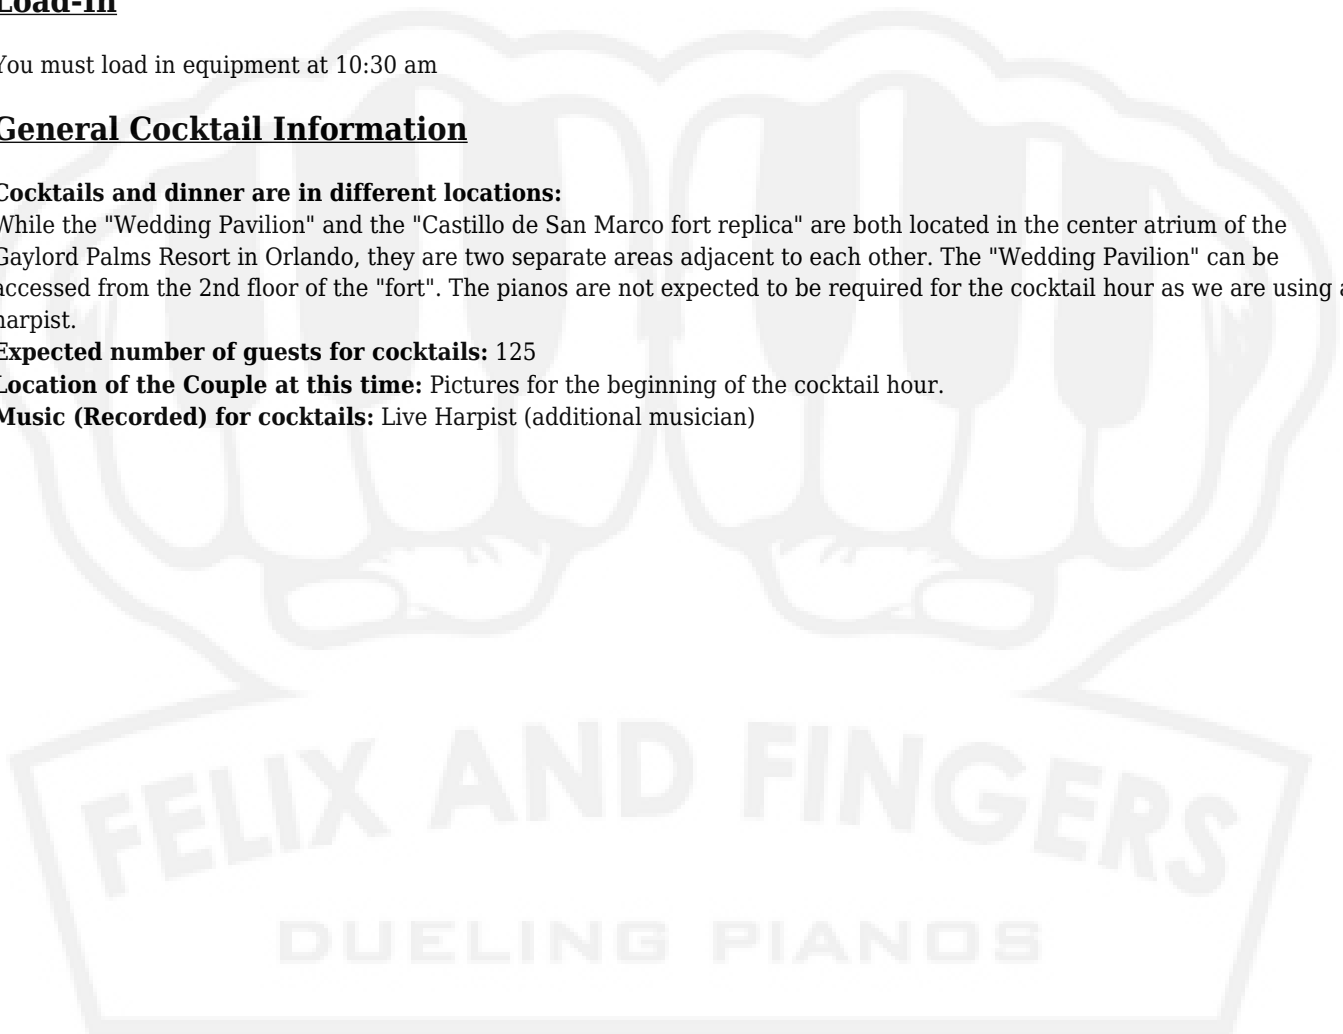 Load-In
You must load in equipment at 10:30 am
General Cocktail Information
Cocktails and dinner are in different locations:
While the "Wedding Pavilion" and the "Castillo de San Marco fort replica" are both located in the center atrium of the
Gaylord Palms Resort in Orlando, they are two separate areas adjacent to each other. The "Wedding Pavilion" can be
accessed from the 2nd floor of the "fort". The pianos are not expected to be required for the cocktail hour as we are using a
harpist.
Expected number of guests for cocktails: 125
Location of the Couple at this time: Pictures for the beginning of the cocktail hour.
Music (Recorded) for cocktails: Live Harpist (additional musician)
FELIX AND FINGERS
DUELING PIANOS